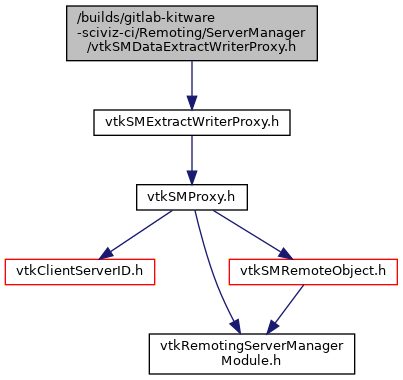 /builds/gitlab-kitware
-sciviz-ci/Remoting/ServerManager
/vtkSMDataExtractWriterProxy.h
vtkSMExtractWriterProxy.h
vtkSMProxy.h
vtkClientServerID.h
vtkSMRemoteObject.h
vtkRemotingServerManager
Module.h